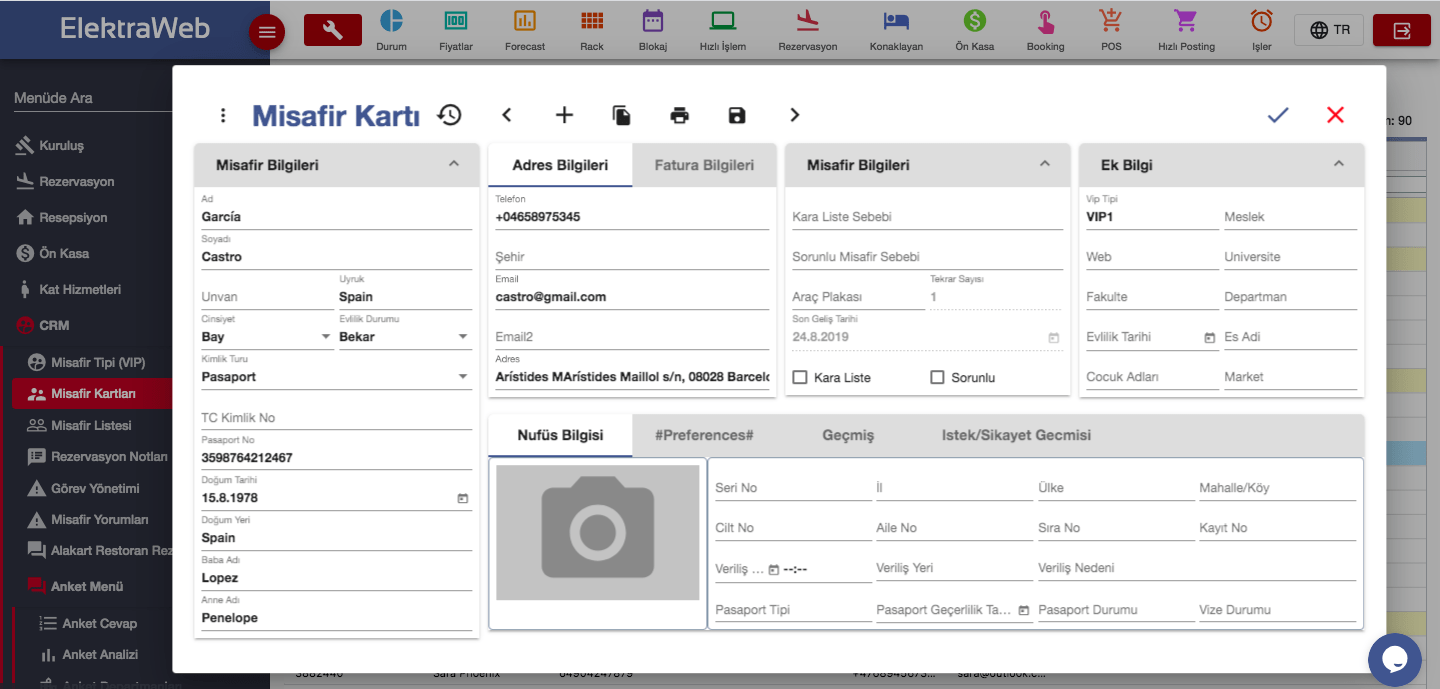 ElektraWeb
Durum
Fiyatlar
Forecast
Rack
Blokaj
Hızlı İşlem
Rezervasyon
Konaklayan
Ön Kasa
Booking
POS
Hızlı Posting
İşler
TR
Menüde Ara
Kuruluş
Rezervasyon
Resepsiyon
Ön Kasa
Kat Hizmetleri
CRM
Misafir Tipi (VIP)
Misafir Kartları
Misafir Listesi
Rezervasyon Notları
Görev Yönetimi
Misafir Yorumları
Alakart Restoran Rez
Anket Menü
Anket Cevap
Anket Analizi
Anket Departmanları
Misafir Kartı
: 90
Misafir Bilgileri
Ad
García
Soyadı
Castro
Unvan
Uyruk
Spain
Cinsiyet
Bay
Evlilik Durumu
Bekar
Kimlik Turu
Pasaport
TC Kimlik No
Pasaport No
3598764212467
Doğum Tarihi
15.8.1978
Doğum Yeri
Spain
Baba Adı
Lopez
Anne Adı
Penelope
Adres Bilgileri
Fatura Bilgileri
Telefon
+04658975345
Şehir
Email
castro@gmail.com
Email2
Adres
Arístides MArístides Maillol s/n, 08028 Barcelo
Misafir Bilgileri
Kara Liste Sebebi
Sorunlu Misafir Sebebi
Araç Plakası
Tekrar Sayısı
1
Son Geliş Tarihi
24.8.2019
Kara Liste
Sorunlu
Ek Bilgi
Vip Tipi
VIP1
Meslek
Web
Universite
Fakulte
Departman
Evlilik Tarihi
Es Adi
Cocuk Adları
Market
Nufüs Bilgisi
#Preferences#
Geçmiş
Istek/Sikayet Gecmisi
Seri No
İl
Ülke
Mahalle/Köy
Cilt No
Aile No
Sıra No
Kayıt No
Veriliş ...
--:--
Veriliş Yeri
Veriliş Nedeni
Pasaport Tipi
Pasaport Geçerlilik Ta...
Pasaport Durumu
Vize Durumu
Sara Phoenix
sara@outlook.c...